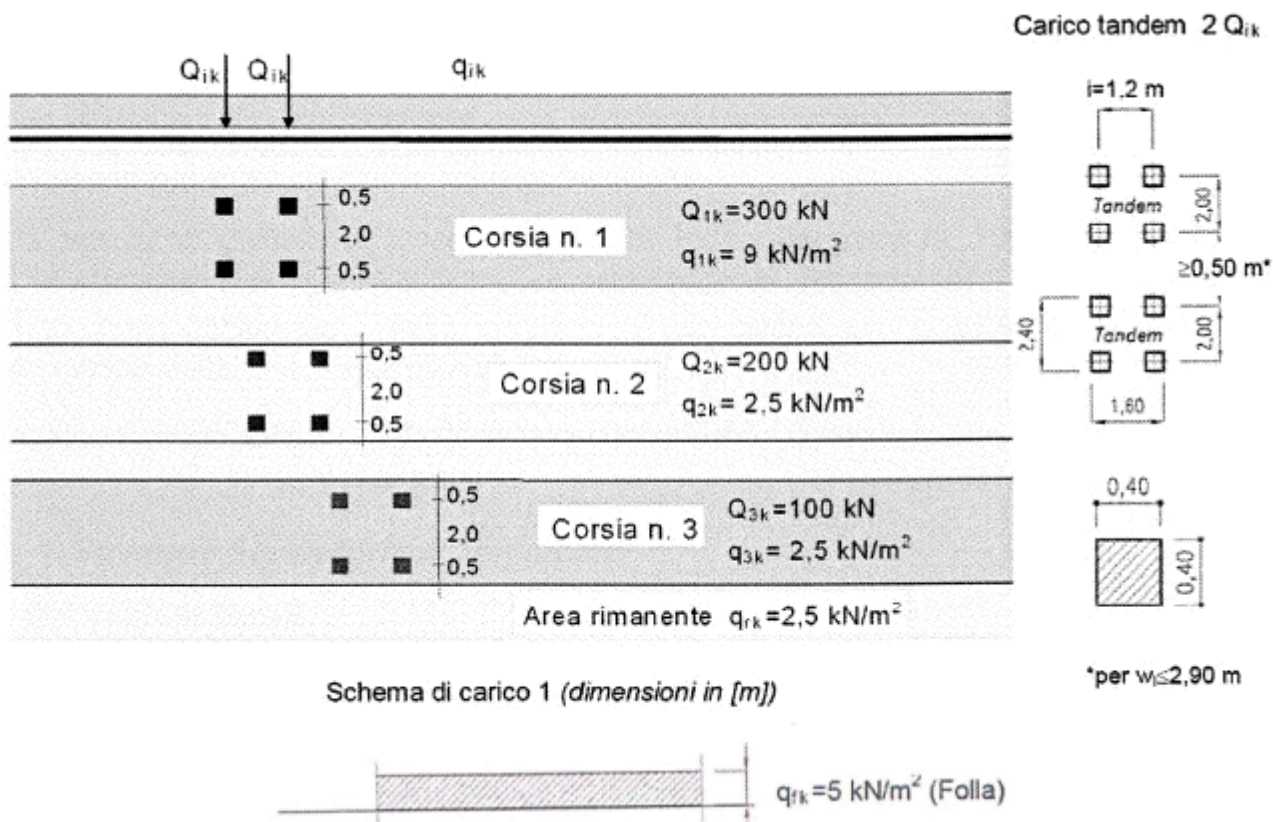 Carico tandem 2 Qik
Qik Qik qik
i=1,2 m
0,5
2,0
0,5
Corsia n. 1
Q1k=300 kN
q1k= 9 kN/m²
Tandem
2,00
≥0,50 m*
0,5
2,0
0,5
Corsia n. 2
Q2k=200 kN
q2k= 2,5 kN/m²
2,40
Tandem
2,00
1,60
0,5
2,0
0,5
Corsia n. 3
Q3k=100 kN
q3k= 2,5 kN/m²
0,40
0,40
Area rimanente qrk=2,5 kN/m²
Schema di carico 1 (dimensioni in [m])
*per wl≤2,90 m
qfk=5 kN/m² (Folla)